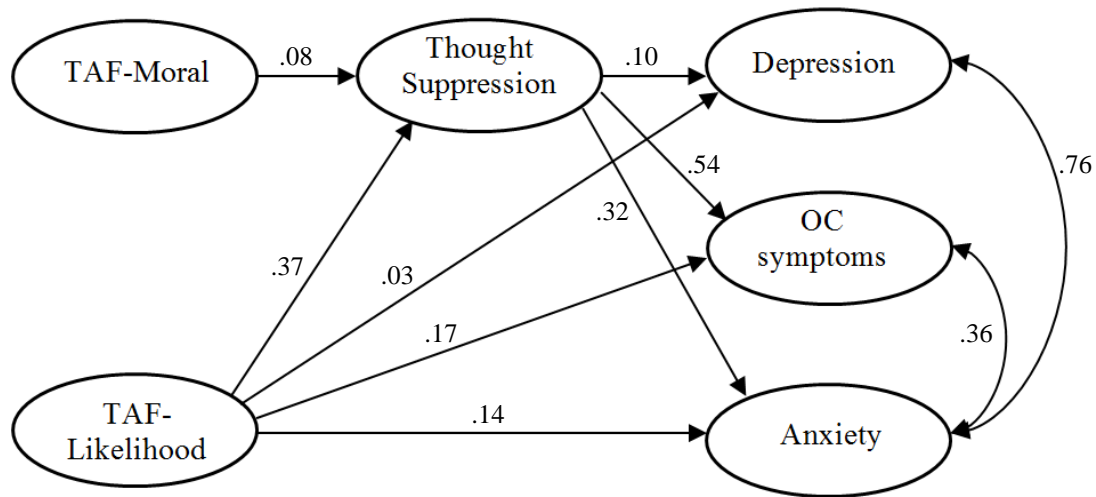 TAF-Moral
.08
Thought
Suppression
.10
Depression
.54
.76
.32
OC
symptoms
.37
.03
.17
.36
TAF-
Likelihood
.14
Anxiety